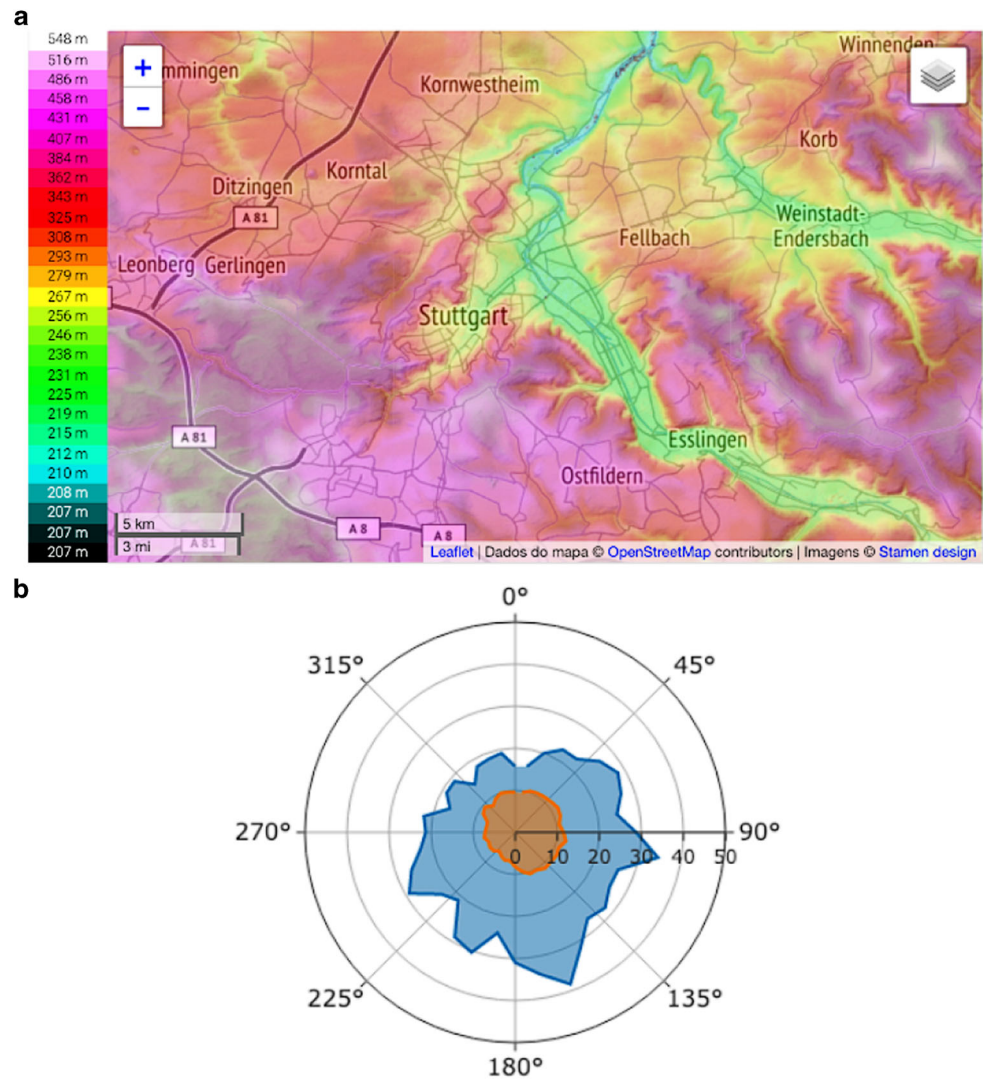 a
548 m
516 m
486 m
458 m
431 m
407 m
384 m
362 m
343 m
325 m
308 m
293 m
279 m
267 m
256 m
246 m
238 m
231 m
225 m
219 m
215 m
212 m
210 m
208 m
207 m
207 m
207 m
+
−
mmingen
Kornwestheim
Winnenden
Korb
Korntal
Ditzingen
A 81
Weinstadt-
Endersbach
Fellbach
Leonberg Gerlingen
Stuttgart
A 81
Esslingen
Ostfildern
5 km
3 mi
A 81
A 8
A 8
Leaflet | Dados do mapa © OpenStreetMap contributors | Imagens © Stamen design
b
0°
315°
45°
270°
90°
0 10 20 30 40 50
225°
135°
180°